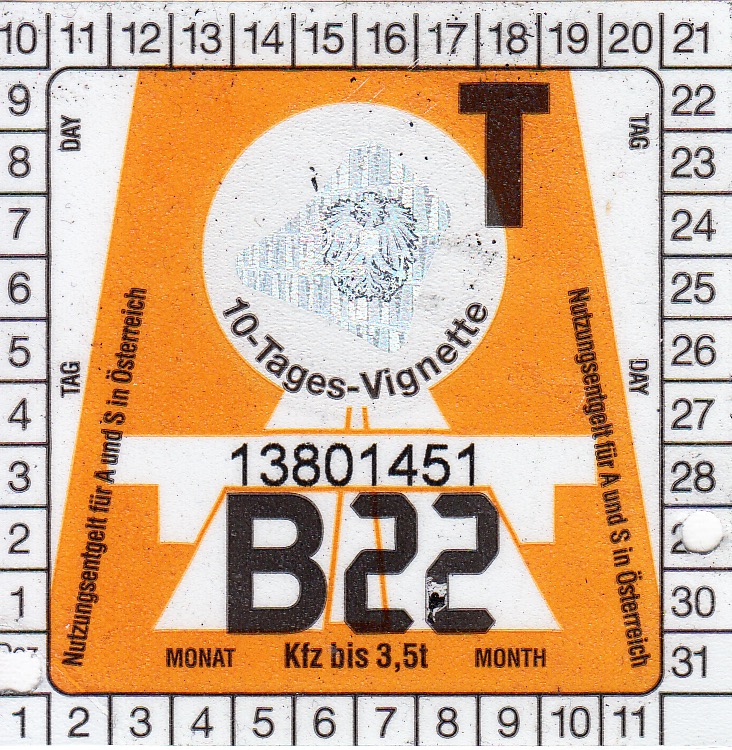 10 11 12 13 14 15 16 17 18 19 20 21
9 22
8 23
7 24
6 25
5 26
4 27
3 28
2 2
1 30
31
1 2 3 4 5 6 7 8 9 10 11
DAY
TAG
T
TAG
DAY
Nutzungsentgelt für A und S in Österreich
10-Tages-Vignette
Nutzungsentgelt für A und S in Österreich
13801451
B22
MONAT Kfz bis 3,5t MONTH